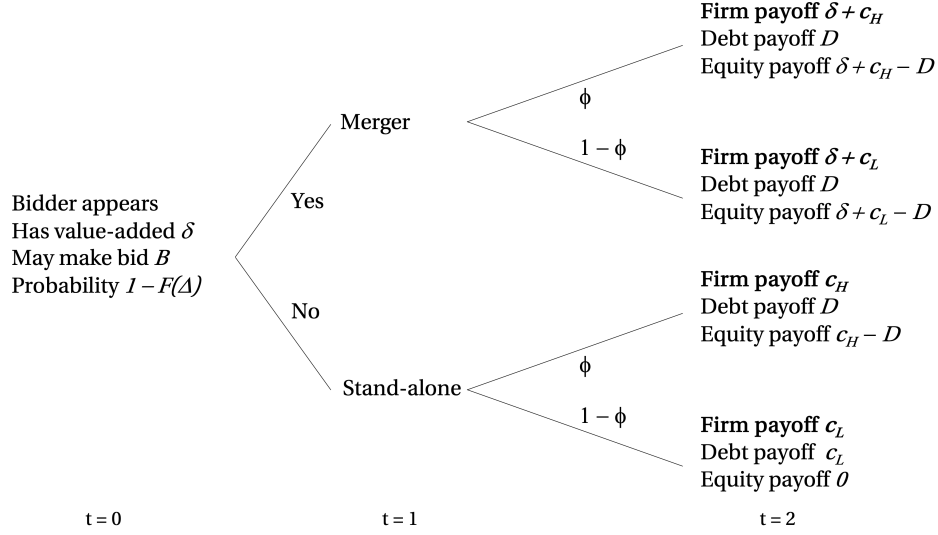 Firm payoff δ + c_H
Debt payoff D
Equity payoff δ + c_H − D
ϕ
Merger
1 − ϕ
Firm payoff δ + c_L
Debt payoff D
Equity payoff δ + c_L − D
Bidder appears
Has value-added δ
May make bid B
Probability 1 − F(Δ)
Yes
No
Firm payoff c_H
Debt payoff D
Equity payoff c_H − D
ϕ
Stand-alone
1 − ϕ
Firm payoff c_L
Debt payoff c_L
Equity payoff 0
t = 0
t = 1
t = 2